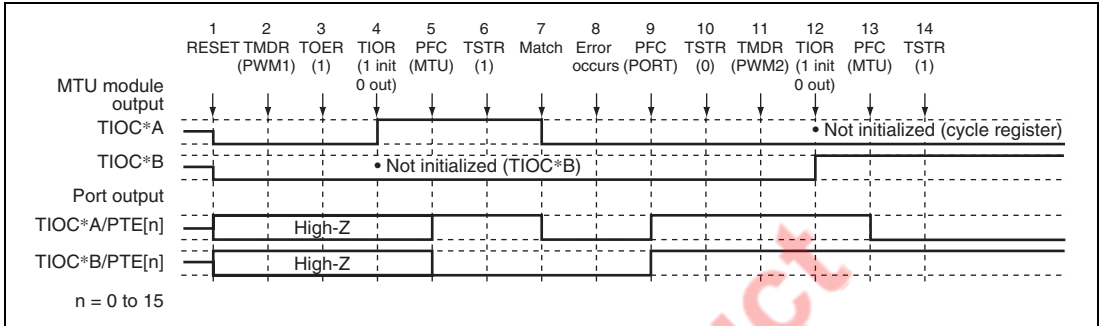 1 2 3 4 5 6 7 8 9 10 11 12 13 14
RESET TMDR TOER TIOR PFC TSTR Match Error PFC TSTR TMDR TIOR PFC TSTR
(PWM1) (1) (1 init (MTU) (1) occurs (PORT) (0) (PWM2) (1 init (MTU) (1)
0 out) 0 out)
MTU module
output
TIOC*A
• Not initialized (cycle register)
TIOC*B
• Not initialized (TIOC*B)
Port output
TIOC*A/PTE[n]
High-Z
TIOC*B/PTE[n]
High-Z
n = 0 to 15
uct